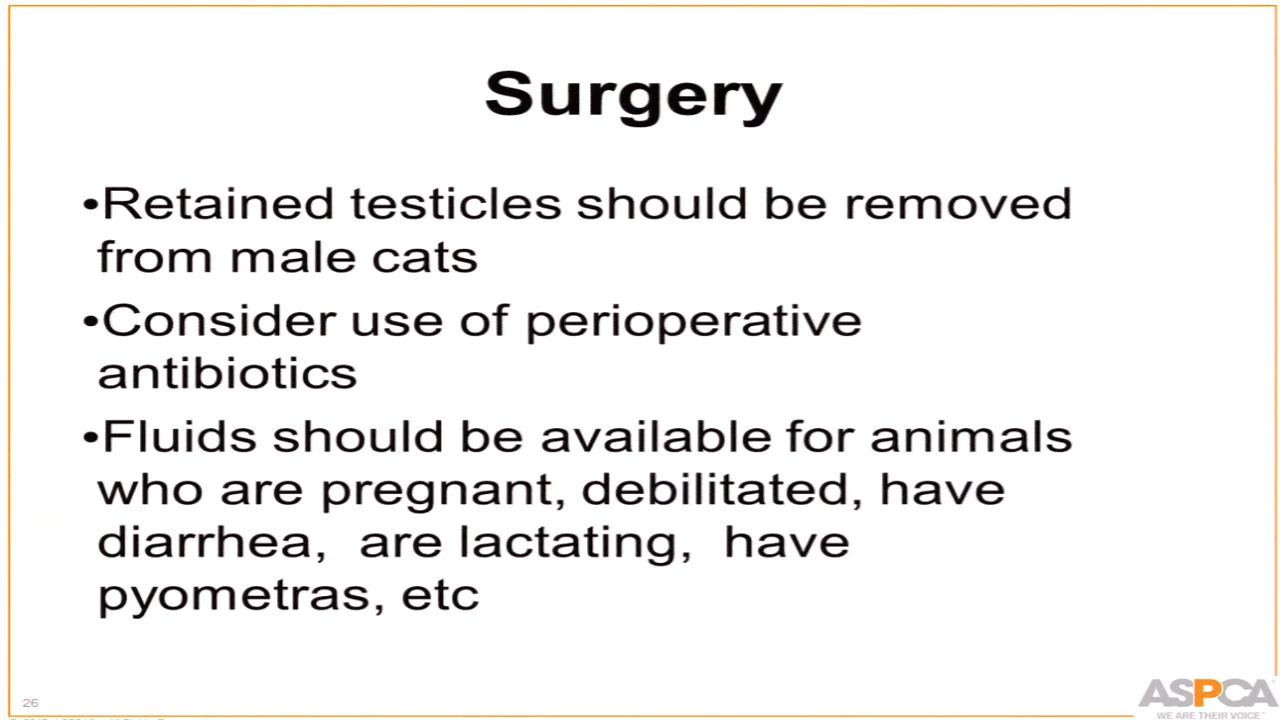 Surgery
•Retained testicles should be removed
from male cats
•Consider use of perioperative
antibiotics
•Fluids should be available for animals
who are pregnant, debilitated, have
diarrhea,  are lactating,  have
pyometras, etc
26
ASPCA
WE ARE THEIR VOICE